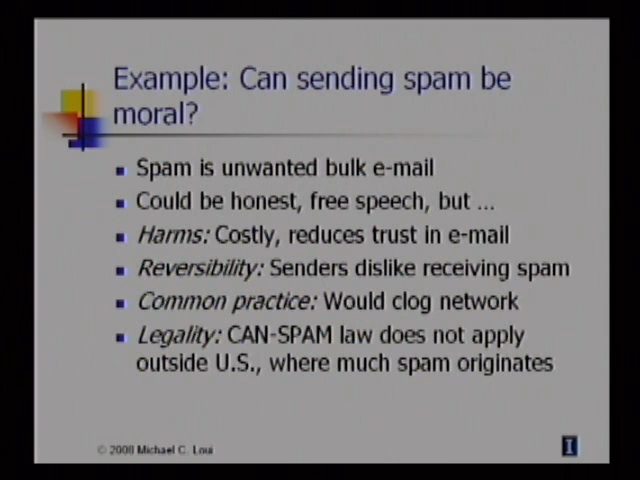 Example: Can sending spam be
moral?
Spam is unwanted bulk e-mail
Could be honest, free speech, but ...
Harms: Costly, reduces trust in e-mail
Reversibility: Senders dislike receiving spam
Common practice: Would clog network
Legality: CAN-SPAM law does not apply
outside U.S., where much spam originates
© 2008 Michael C. Loui
I